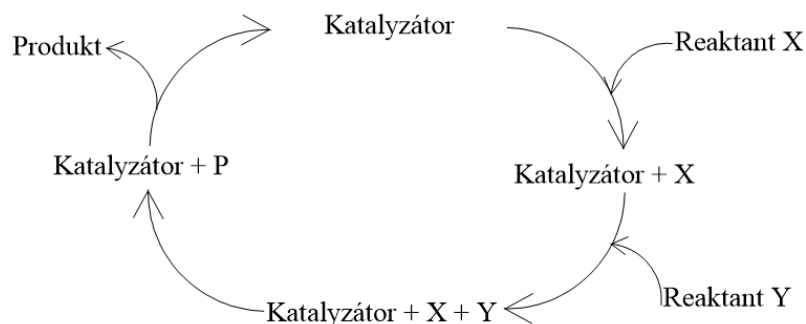 Katalyzátor
Produkt
Reaktant X
Katalyzátor + P
Katalyzátor + X
Reaktant Y
Katalyzátor + X + Y